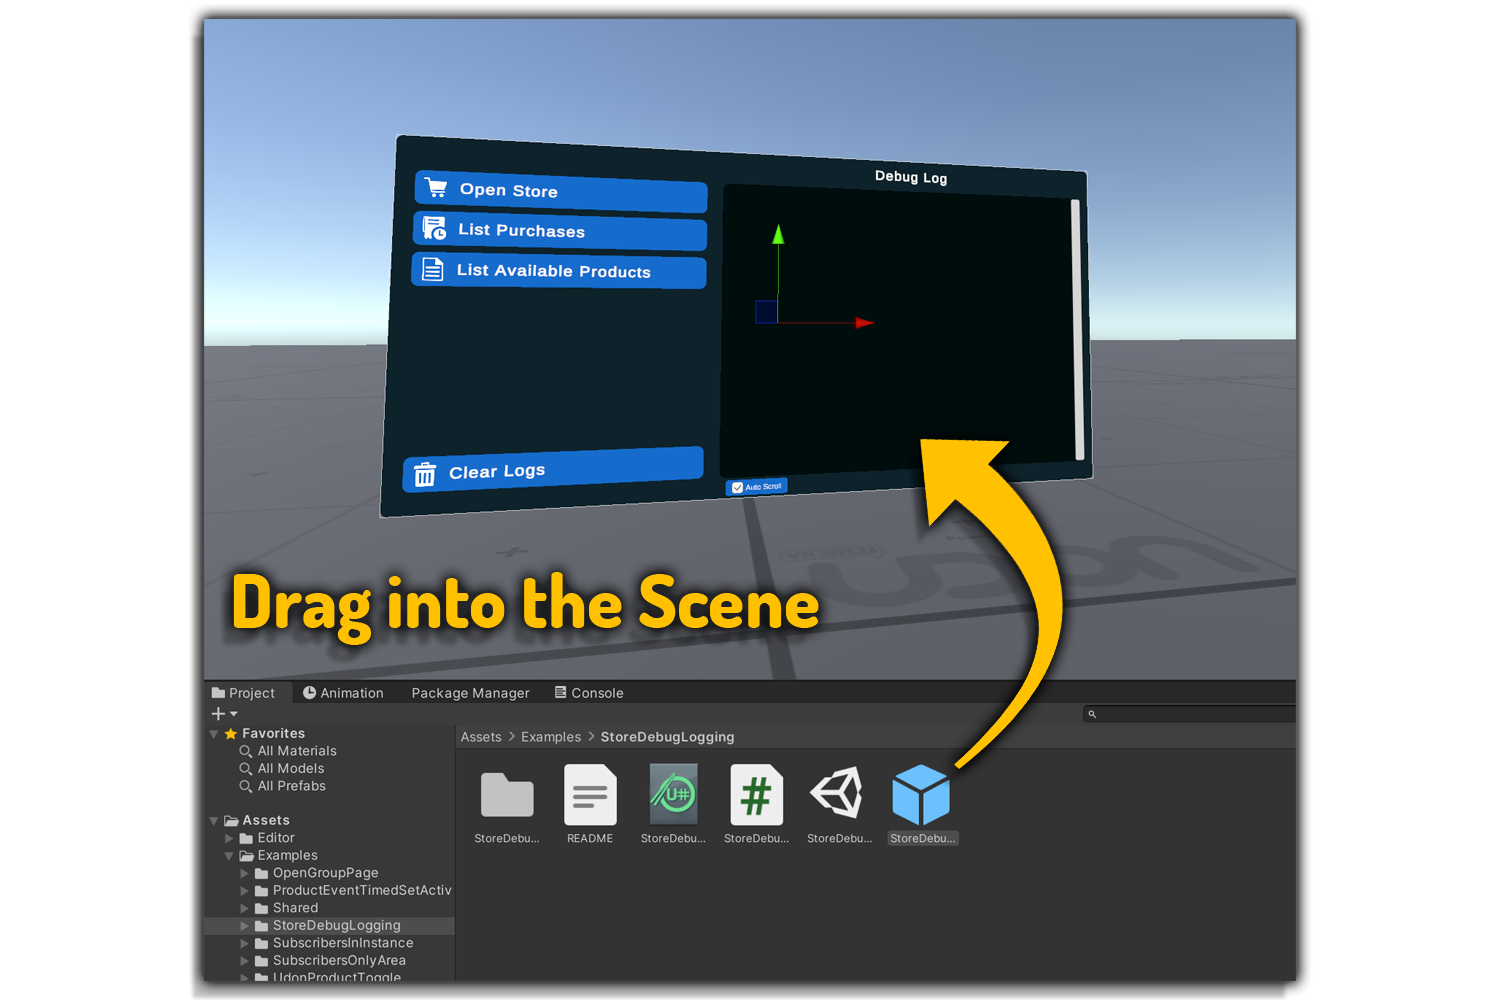 Debug Log
Open Store
List Purchases
List Available Products
Clear Logs
Auto Scroll
udon
Drag into the Scene
Project
Animation
Package Manager
Console
Favorites
All Materials
All Models
All Prefabs
Assets
Editor
Examples
OpenGroupPage
ProductEventTimedSetActiv
Shared
StoreDebugLogging
SubscribersInInstance
SubscribersOnlyArea
UdonProductToggle
Assets > Examples > StoreDebugLogging
StoreDebu...
README
StoreDebu...
StoreDebu...
StoreDebu...
StoreDebu...